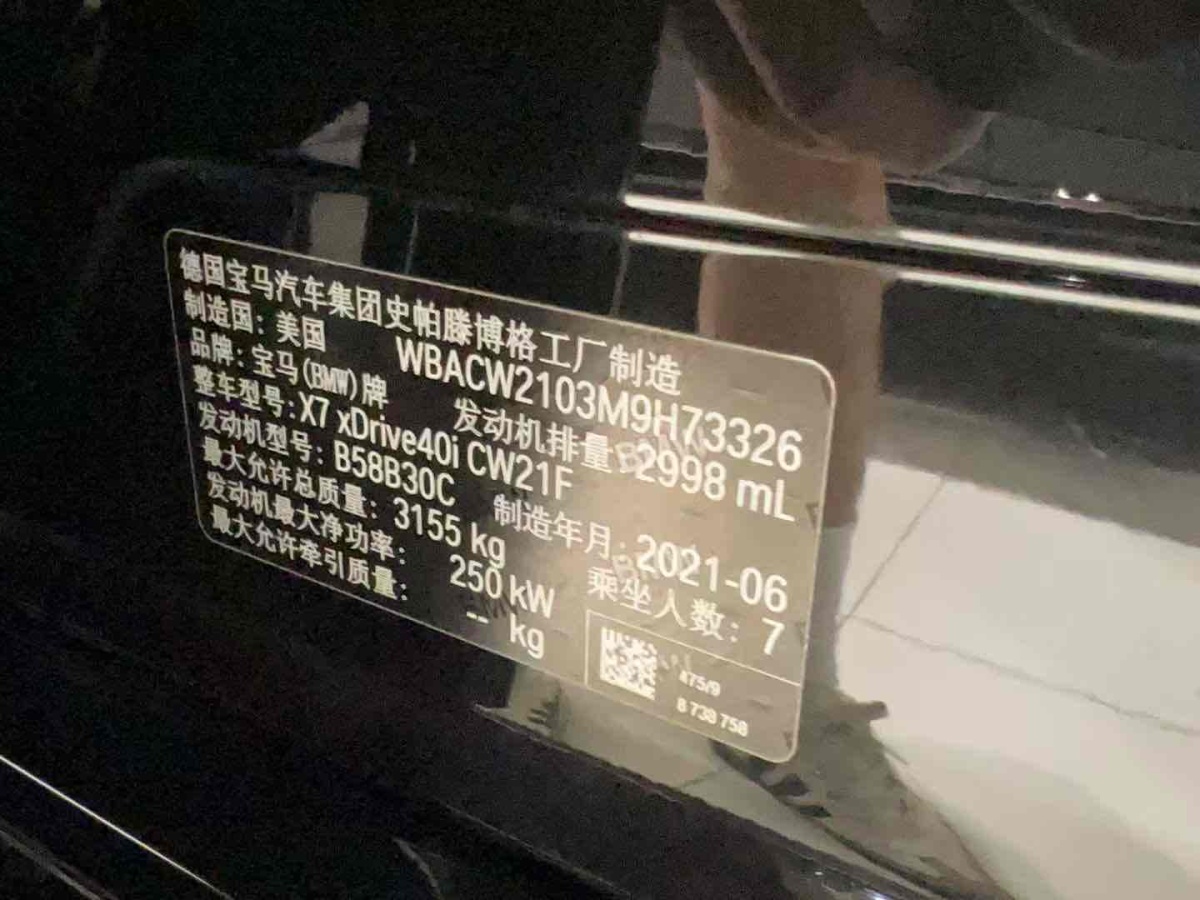 德国宝马汽车集团史帕滕博格工厂制造
制造国：美国 WBACW2103M9H73326
品牌：宝马(BMW)牌 发动机排量：2998 mL
整车型号：X7 xDrive40i CW21F
发动机型号：B58B30C 制造年月：2021-06
最大允许总质量：3155 kg 乘坐人数：7
发动机最大净功率：250 kW
最大允许牵引质量：-- kg
475/9
8 738 758